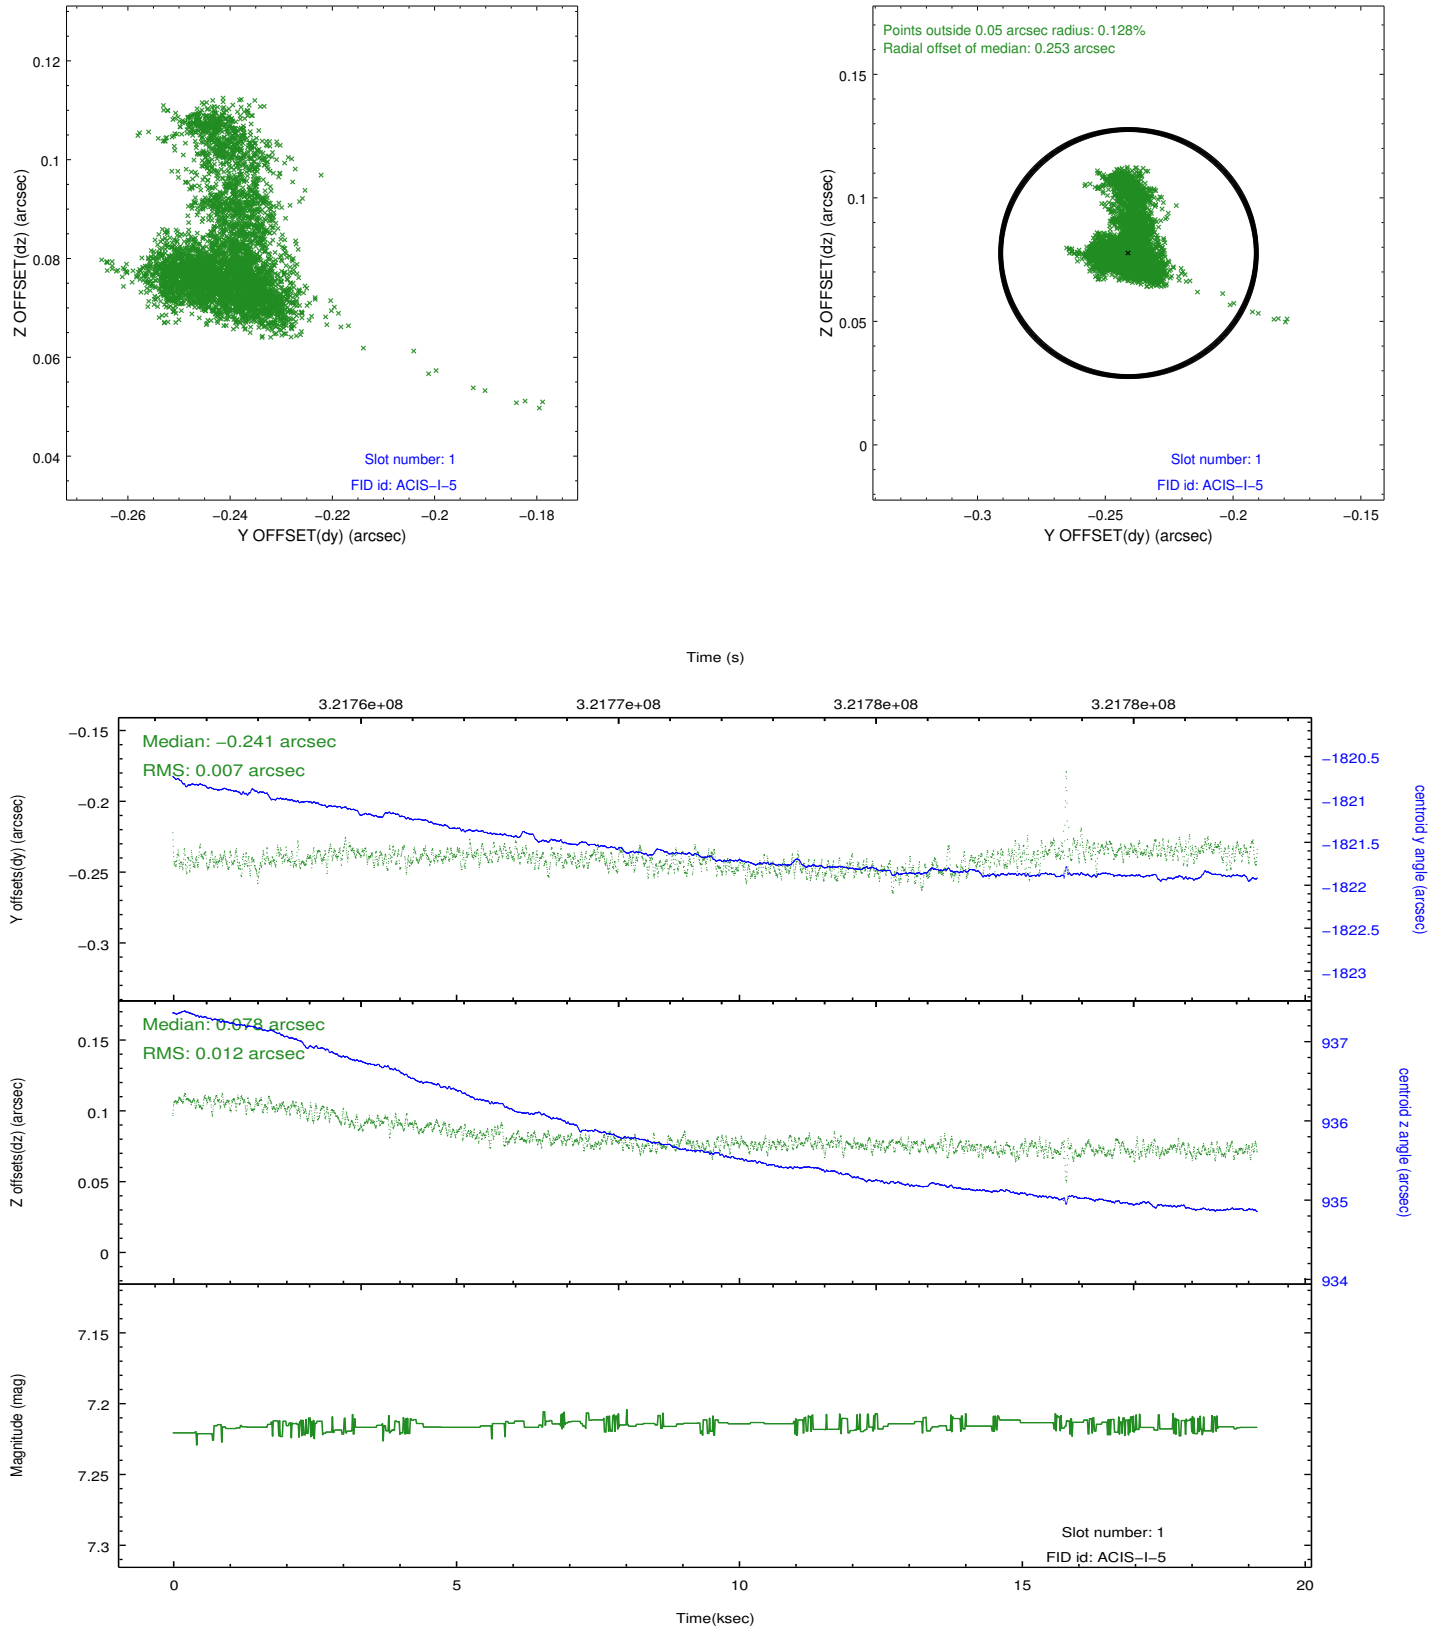 Z OFFSET(dz) (arcsec)
0.12
0.1
0.08
0.06
0.04
−0.26
−0.24
−0.22
−0.2
−0.18
Y OFFSET(dy) (arcsec)
Slot number: 1
FID id: ACIS−I−5
Points outside 0.05 arcsec radius: 0.128%
Radial offset of median: 0.253 arcsec
Z OFFSET(dz) (arcsec)
0.15
0.1
0.05
0
−0.3
−0.25
−0.2
−0.15
Y OFFSET(dy) (arcsec)
Slot number: 1
FID id: ACIS−I−5
Time (s)
3.2176e+08
3.2177e+08
3.2178e+08
3.2178e+08
Median: −0.241 arcsec
RMS: 0.007 arcsec
Y offsets(dy) (arcsec)
−0.15
−0.2
−0.25
−0.3
−1820.5
−1821
−1821.5
−1822
−1822.5
−1823
centroid y angle (arcsec)
Median: 0.078 arcsec
RMS: 0.012 arcsec
Z offsets(dz) (arcsec)
0.15
0.1
0.05
0
937
936
935
934
centroid z angle (arcsec)
Magnitude (mag)
7.15
7.2
7.25
7.3
Slot number: 1
FID id: ACIS−I−5
0
5
10
15
20
Time(ksec)